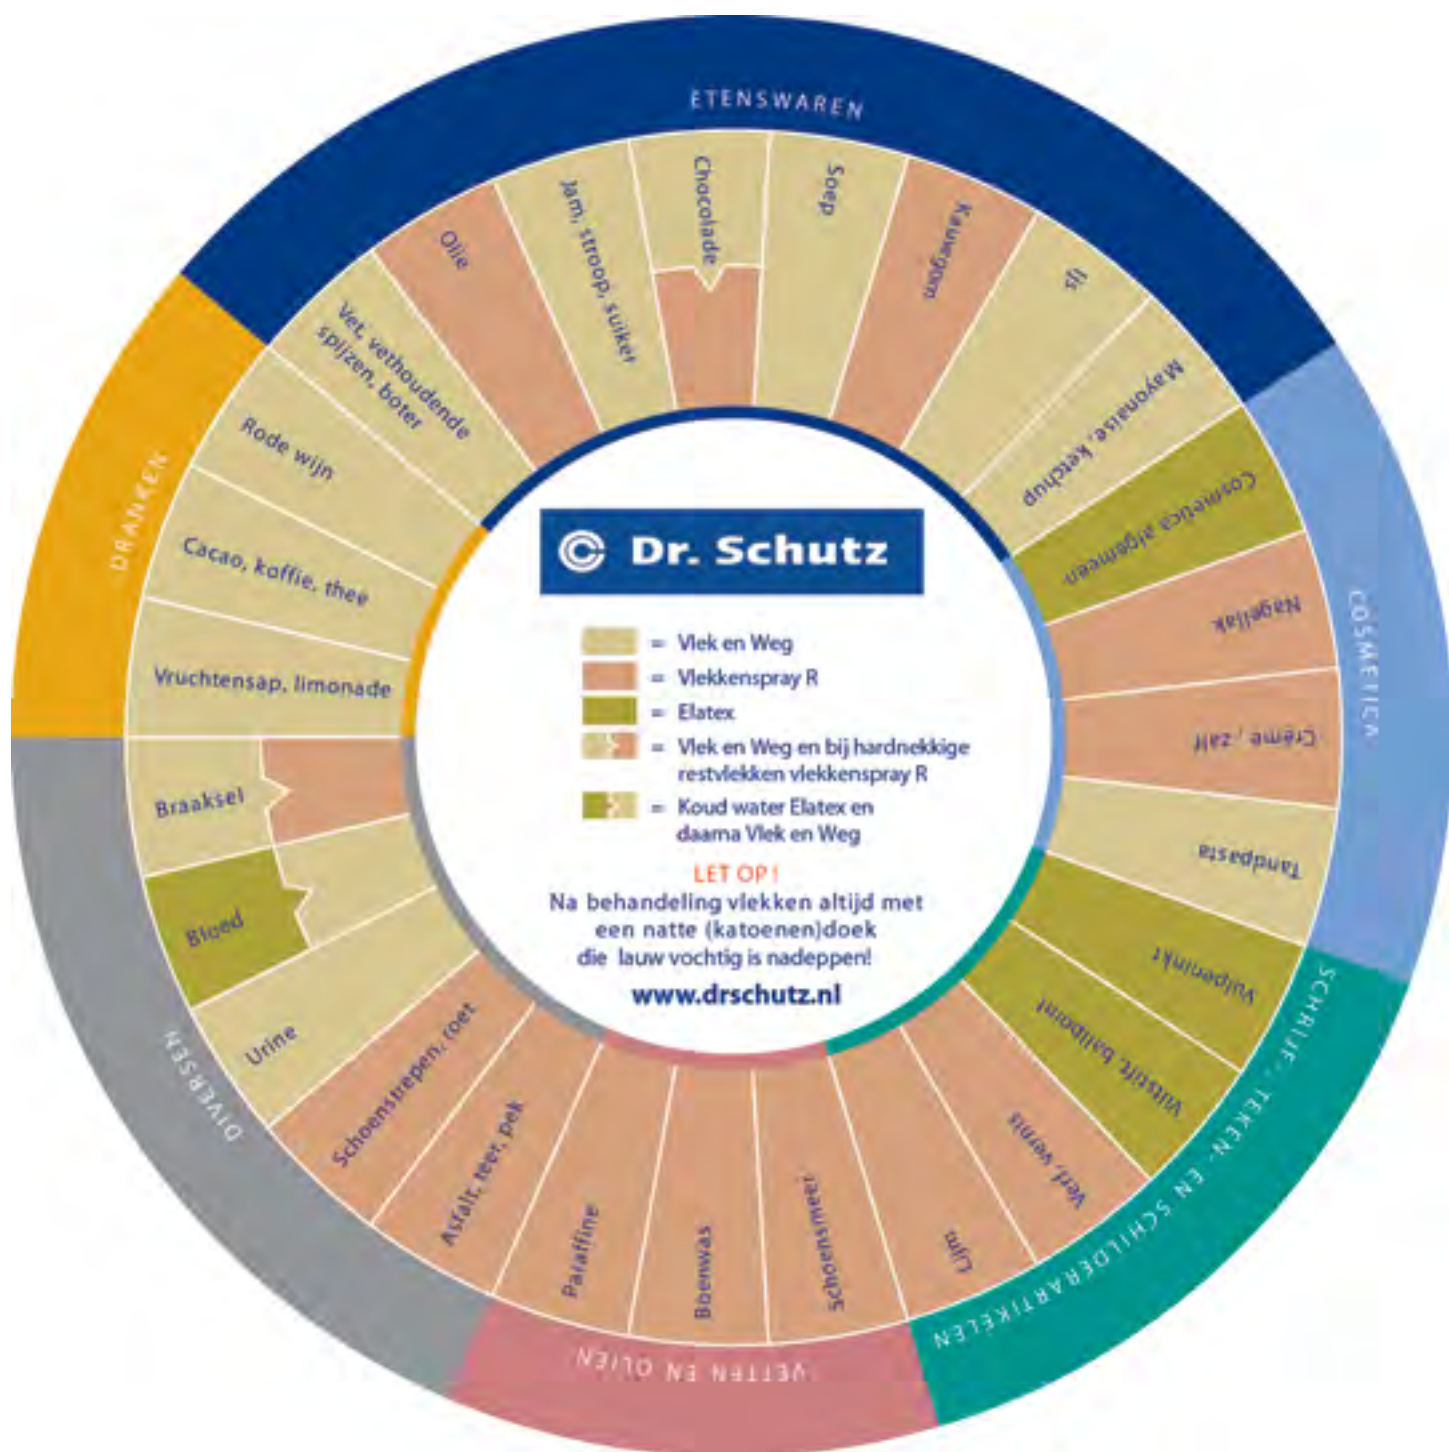 ETENSWAREN
Vet, vethoudende
spijzen, boter
Olie
Jam, stroop, suiker
Chocolade
Soep
Kauwgom
Ijs
Mayonaise, ketchup
COSMETICA
Cosmetica algemeen
Nagellak
Crème , zalf
Tandpasta
SCHRIJF-, TEKEN- EN SCHILDERARTIKELEN
Vulpeninkt
Viltstift, ballpoint
Verf, vernis
Lijm
VETTEN EN OLIËN
Schoensmeer
Boenwas
Paraffine
DIVERSEN
Asfalt, teer, pek
Schoenstrepen, roet
Urine
Bloed
Braaksel
DRANKEN
Vruchtensap, limonade
Cacao, koffie, thee
Rode wijn
Dr. Schutz
= Vlek en Weg
= Vlekkenspray R
= Elatex
= Vlek en Weg en bij hardnekkige
restvlekken vlekkenspray R
= Koud water Elatex en
daarna Vlek en Weg
LET OP!
Na behandeling vlekken altijd met
een natte (katoenen)doek
die lauw vochtig is nadeppen!
www.drschutz.nl